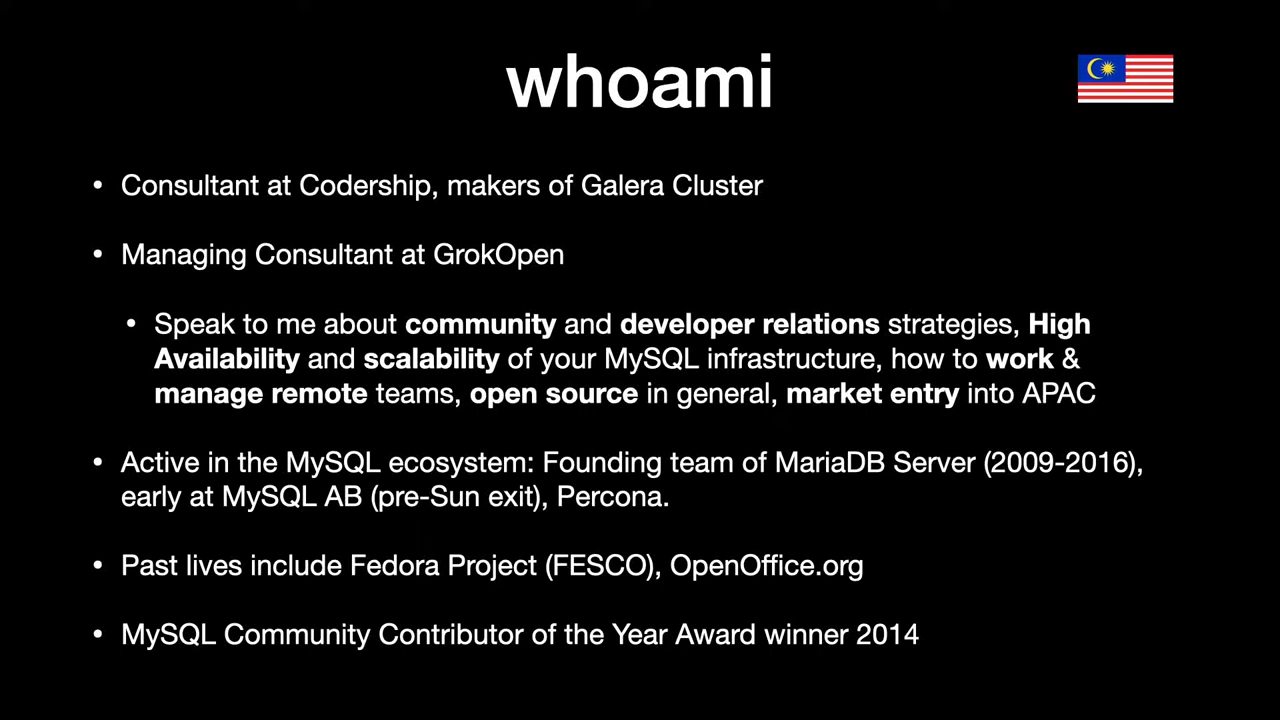 whoami
• Consultant at Codership, makers of Galera Cluster
• Managing Consultant at GrokOpen
• Speak to me about community and developer relations strategies, High
Availability and scalability of your MySQL infrastructure, how to work &
manage remote teams, open source in general, market entry into APAC
• Active in the MySQL ecosystem: Founding team of MariaDB Server (2009-2016),
early at MySQL AB (pre-Sun exit), Percona.
• Past lives include Fedora Project (FESCO), OpenOffice.org
• MySQL Community Contributor of the Year Award winner 2014